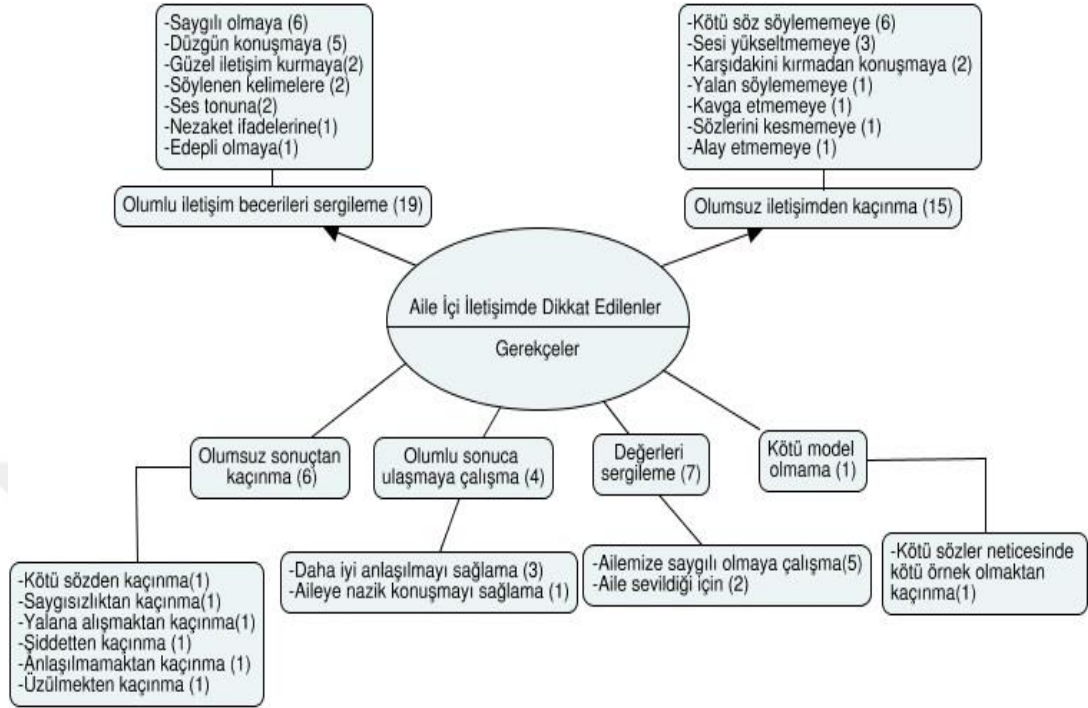 -Saygılı olmaya (6)
-Düzgün konuşmaya (5)
-Güzel iletişim kurmaya(2)
-Söylenen kelimelere (2)
-Ses tonuna(2)
-Nezaket ifadelerine(1)
-Edepli olmaya(1)
-Kötü söz söylememeye (6)
-Sesi yükseltmemeye (3)
-Karşıdakini kırmadan konuşmaya (2)
-Yalan söylememeye (1)
-Kavga etmemeye (1)
-Sözlerini kesmemeye (1)
-Alay etmemeye (1)
Olumlu iletişim becerileri sergileme (19)
Olumsuz iletişimden kaçınma (15)
Aile İçi İletişimde Dikkat Edilenler
Gerekçeler
Olumsuz sonuçtan
kaçınma (6)
Olumlu sonuca
ulaşmaya çalışma (4)
Değerleri
sergileme (7)
Kötü model
olmama (1)
-Kötü sözden kaçınma(1)
-Saygısızlıktan kaçınma(1)
-Yalana alışmaktan kaçınma(1)
-Şiddetten kaçınma (1)
-Anlaşılmamaktan kaçınma (1)
-Üzülmekten kaçınma (1)
-Daha iyi anlaşılmayı sağlama (3)
-Aileye nazik konuşmayı sağlama (1)
-Ailemize saygılı olmaya çalışma(5)
-Aile sevildiği için (2)
-Kötü sözler neticesinde
kötü örnek olmaktan
kaçınma(1)